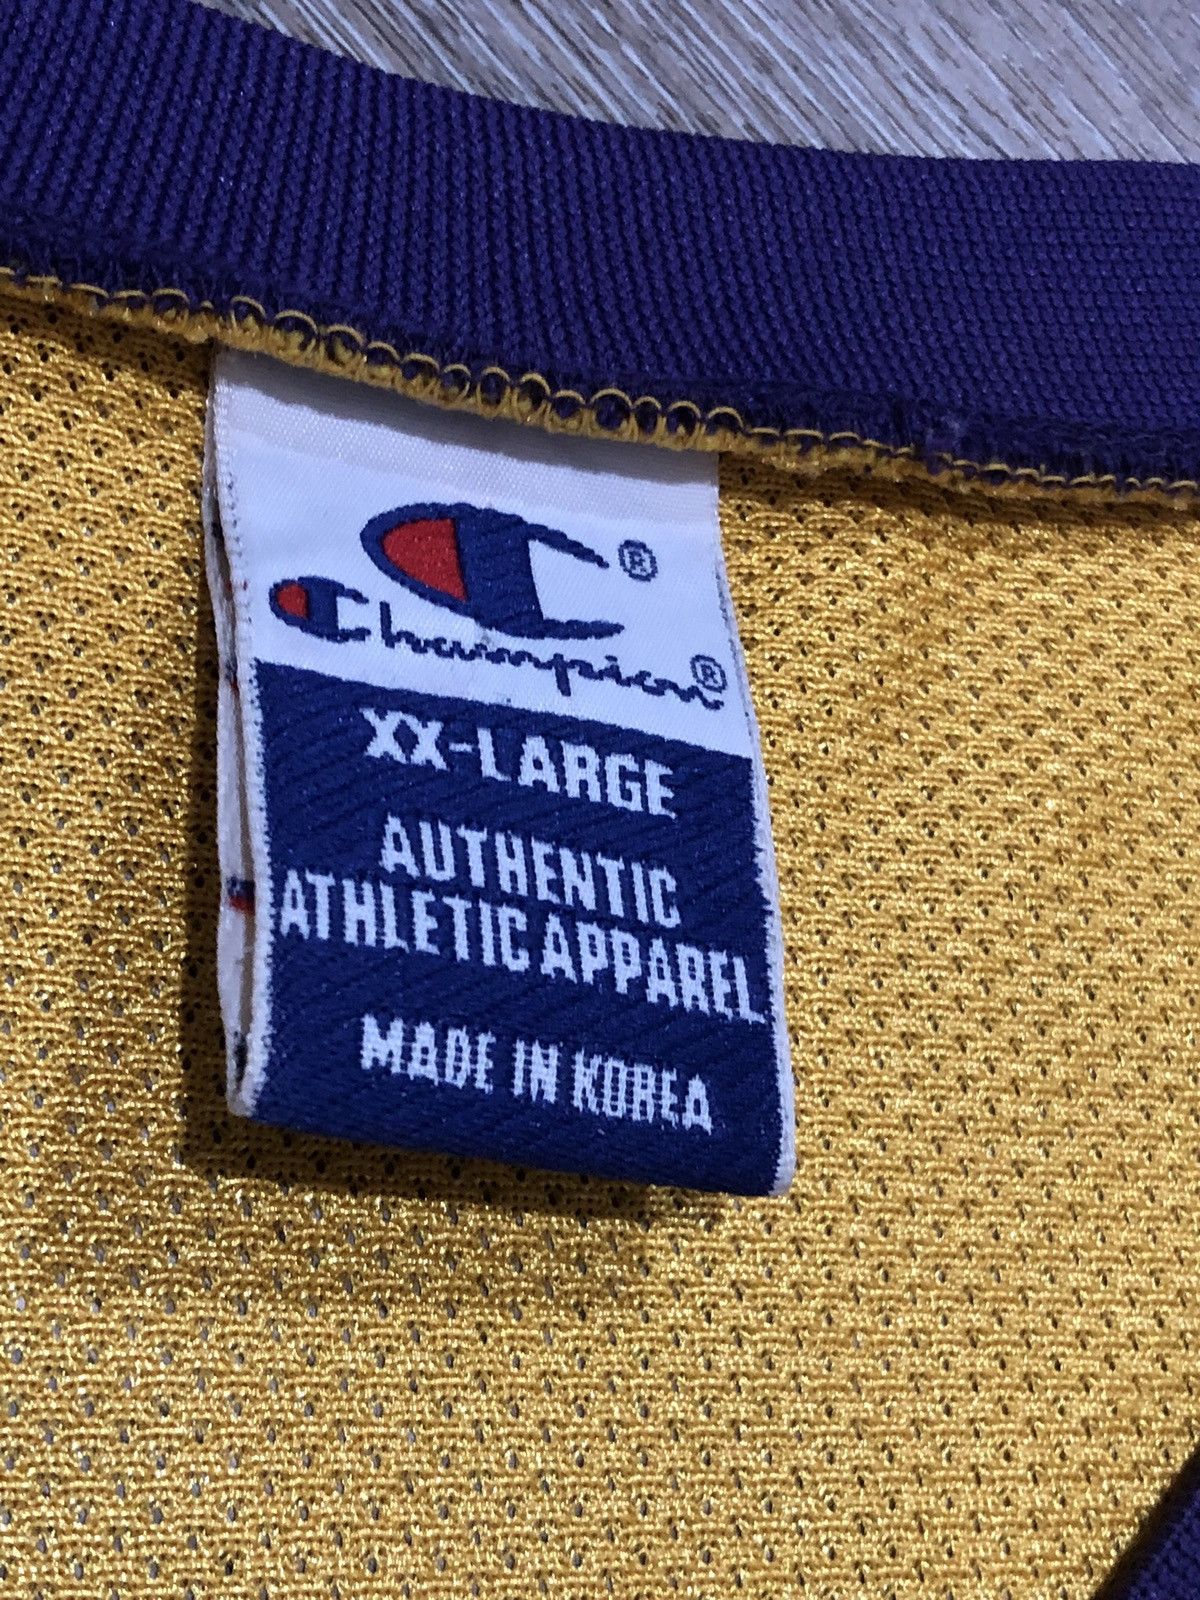 C®
Champion®
XX-LARGE
AUTHENTIC
ATHLETIC APPAREL
MADE IN KOREA